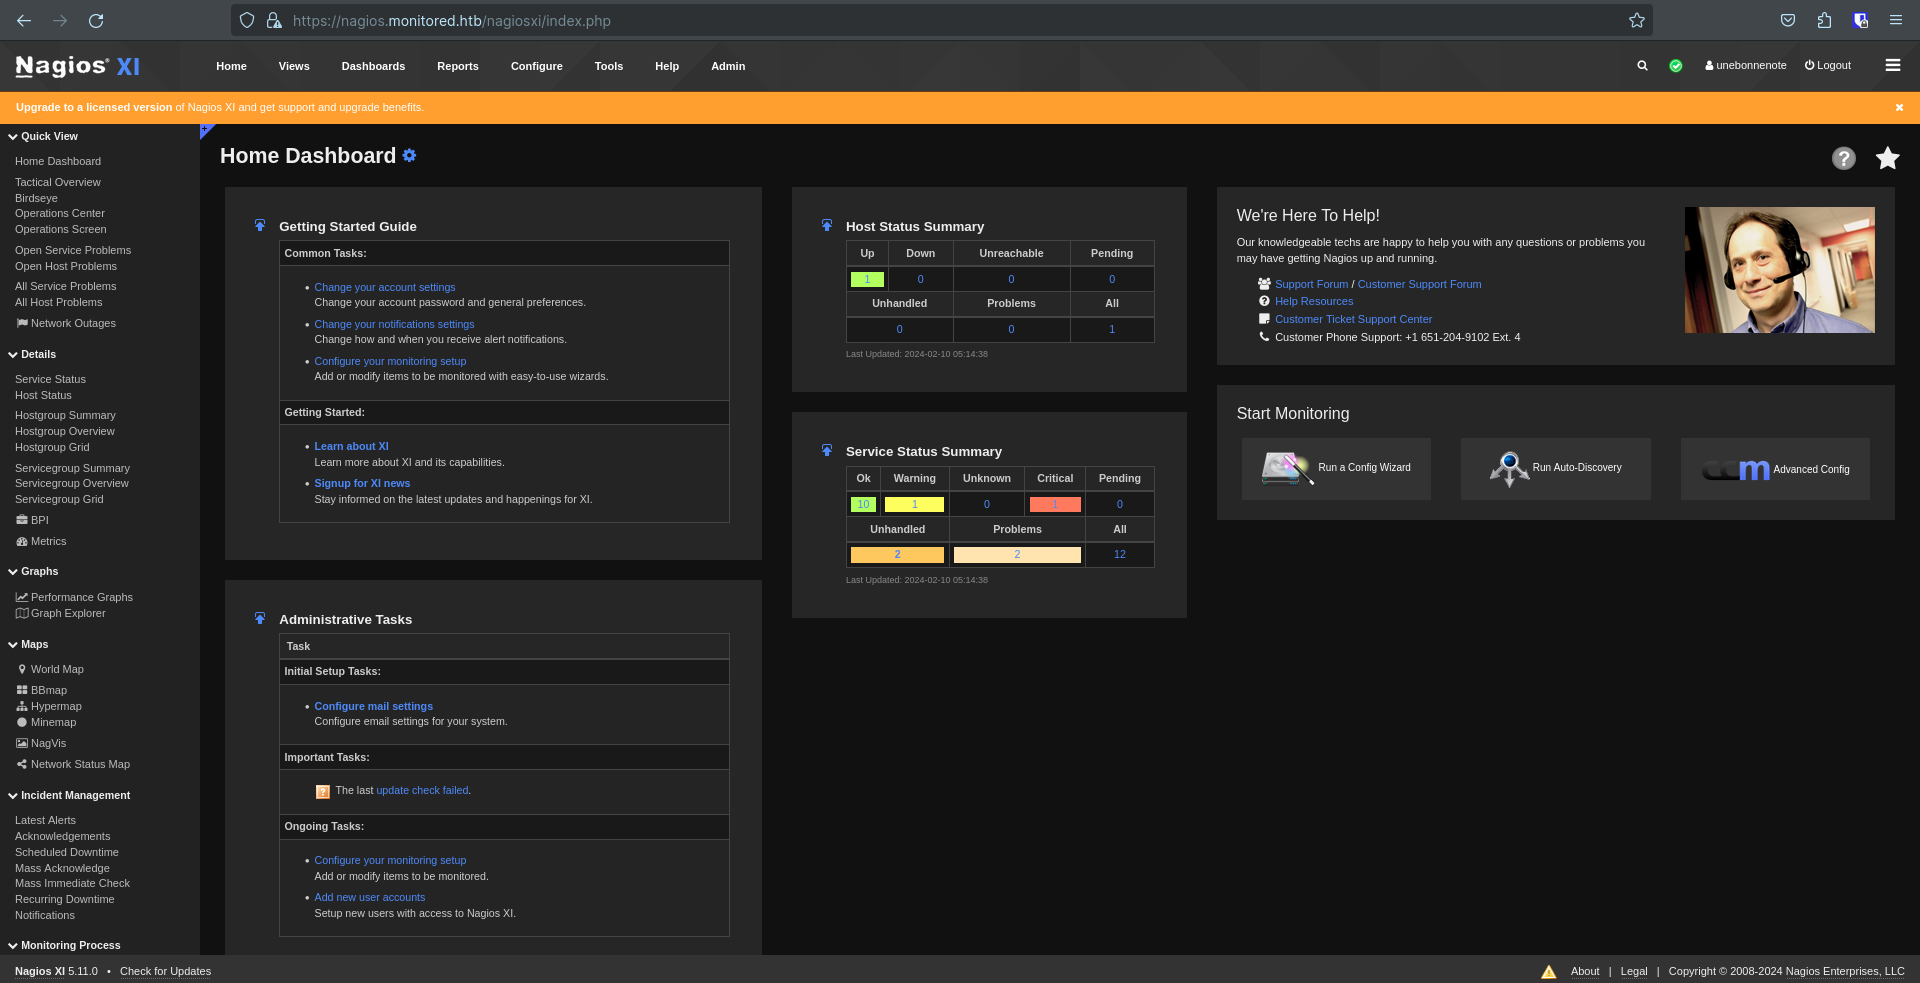 https://nagios.monitored.htb/nagiosxi/index.php
Nagios® XI
Home Views Dashboards Reports Configure Tools Help Admin
unebonnenote Logout
Upgrade to a licensed version of Nagios XI and get support and upgrade benefits.
Quick View
Home Dashboard
Tactical Overview
Birdseye
Operations Center
Operations Screen
Open Service Problems
Open Host Problems
All Service Problems
All Host Problems
Network Outages
Details
Service Status
Host Status
Hostgroup Summary
Hostgroup Overview
Hostgroup Grid
Servicegroup Summary
Servicegroup Overview
Servicegroup Grid
BPI
Metrics
Graphs
Performance Graphs
Graph Explorer
Maps
World Map
BBmap
Hypermap
Minemap
NagVis
Network Status Map
Incident Management
Latest Alerts
Acknowledgements
Scheduled Downtime
Mass Acknowledge
Mass Immediate Check
Recurring Downtime
Notifications
Monitoring Process
Home Dashboard
Getting Started Guide
Common Tasks:
• Change your account settings
Change your account password and general preferences.
• Change your notifications settings
Change how and when you receive alert notifications.
• Configure your monitoring setup
Add or modify items to be monitored with easy-to-use wizards.
Getting Started:
• Learn about XI
Learn more about XI and its capabilities.
• Signup for XI news
Stay informed on the latest updates and happenings for XI.
Administrative Tasks
Task
Initial Setup Tasks:
• Configure mail settings
Configure email settings for your system.
Important Tasks:
The last update check failed.
Ongoing Tasks:
• Configure your monitoring setup
Add or modify items to be monitored.
• Add new user accounts
Setup new users with access to Nagios XI.
Host Status Summary
Up Down Unreachable Pending
1 0 0 0
Unhandled Problems All
0 0 1
Last Updated: 2024-02-10 05:14:38
Service Status Summary
Ok Warning Unknown Critical Pending
10 1 0 1 0
Unhandled Problems All
2 2 12
Last Updated: 2024-02-10 05:14:38
We're Here To Help!
Our knowledgeable techs are happy to help you with any questions or problems you
may have getting Nagios up and running.
Support Forum / Customer Support Forum
Help Resources
Customer Ticket Support Center
Customer Phone Support: +1 651-204-9102 Ext. 4
Start Monitoring
Run a Config Wizard
Run Auto-Discovery
ccm Advanced Config
Nagios XI 5.11.0 • Check for Updates
About | Legal | Copyright © 2008-2024 Nagios Enterprises, LLC